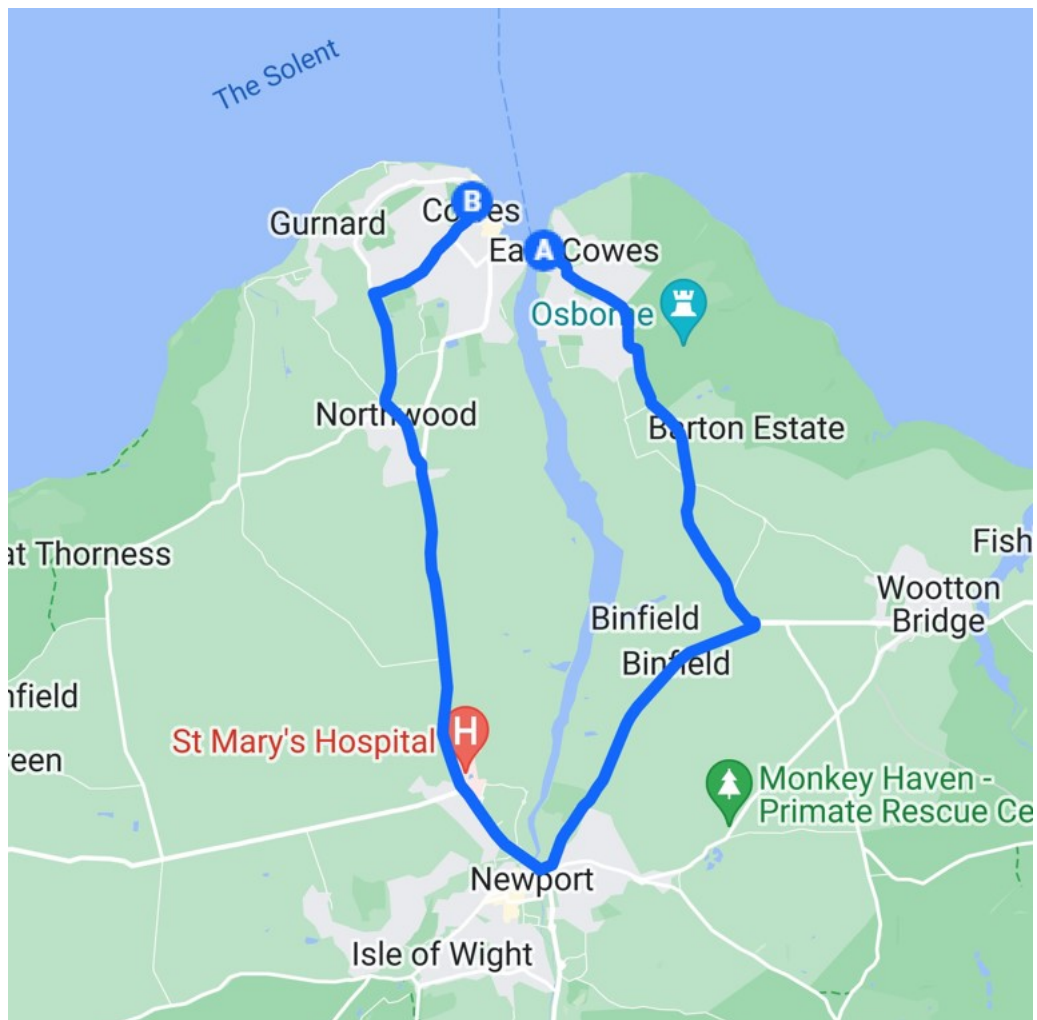 The Solent
B
Cowes
Gurnard
A
East Cowes
Osborne
Northwood
Barton Estate
at Thorness
Fish
Wootton
Bridge
Binfield
Binfield
nfield
St Mary's Hospital
H
reen
Monkey Haven -
Primate Rescue Ce
Newport
Isle of Wight